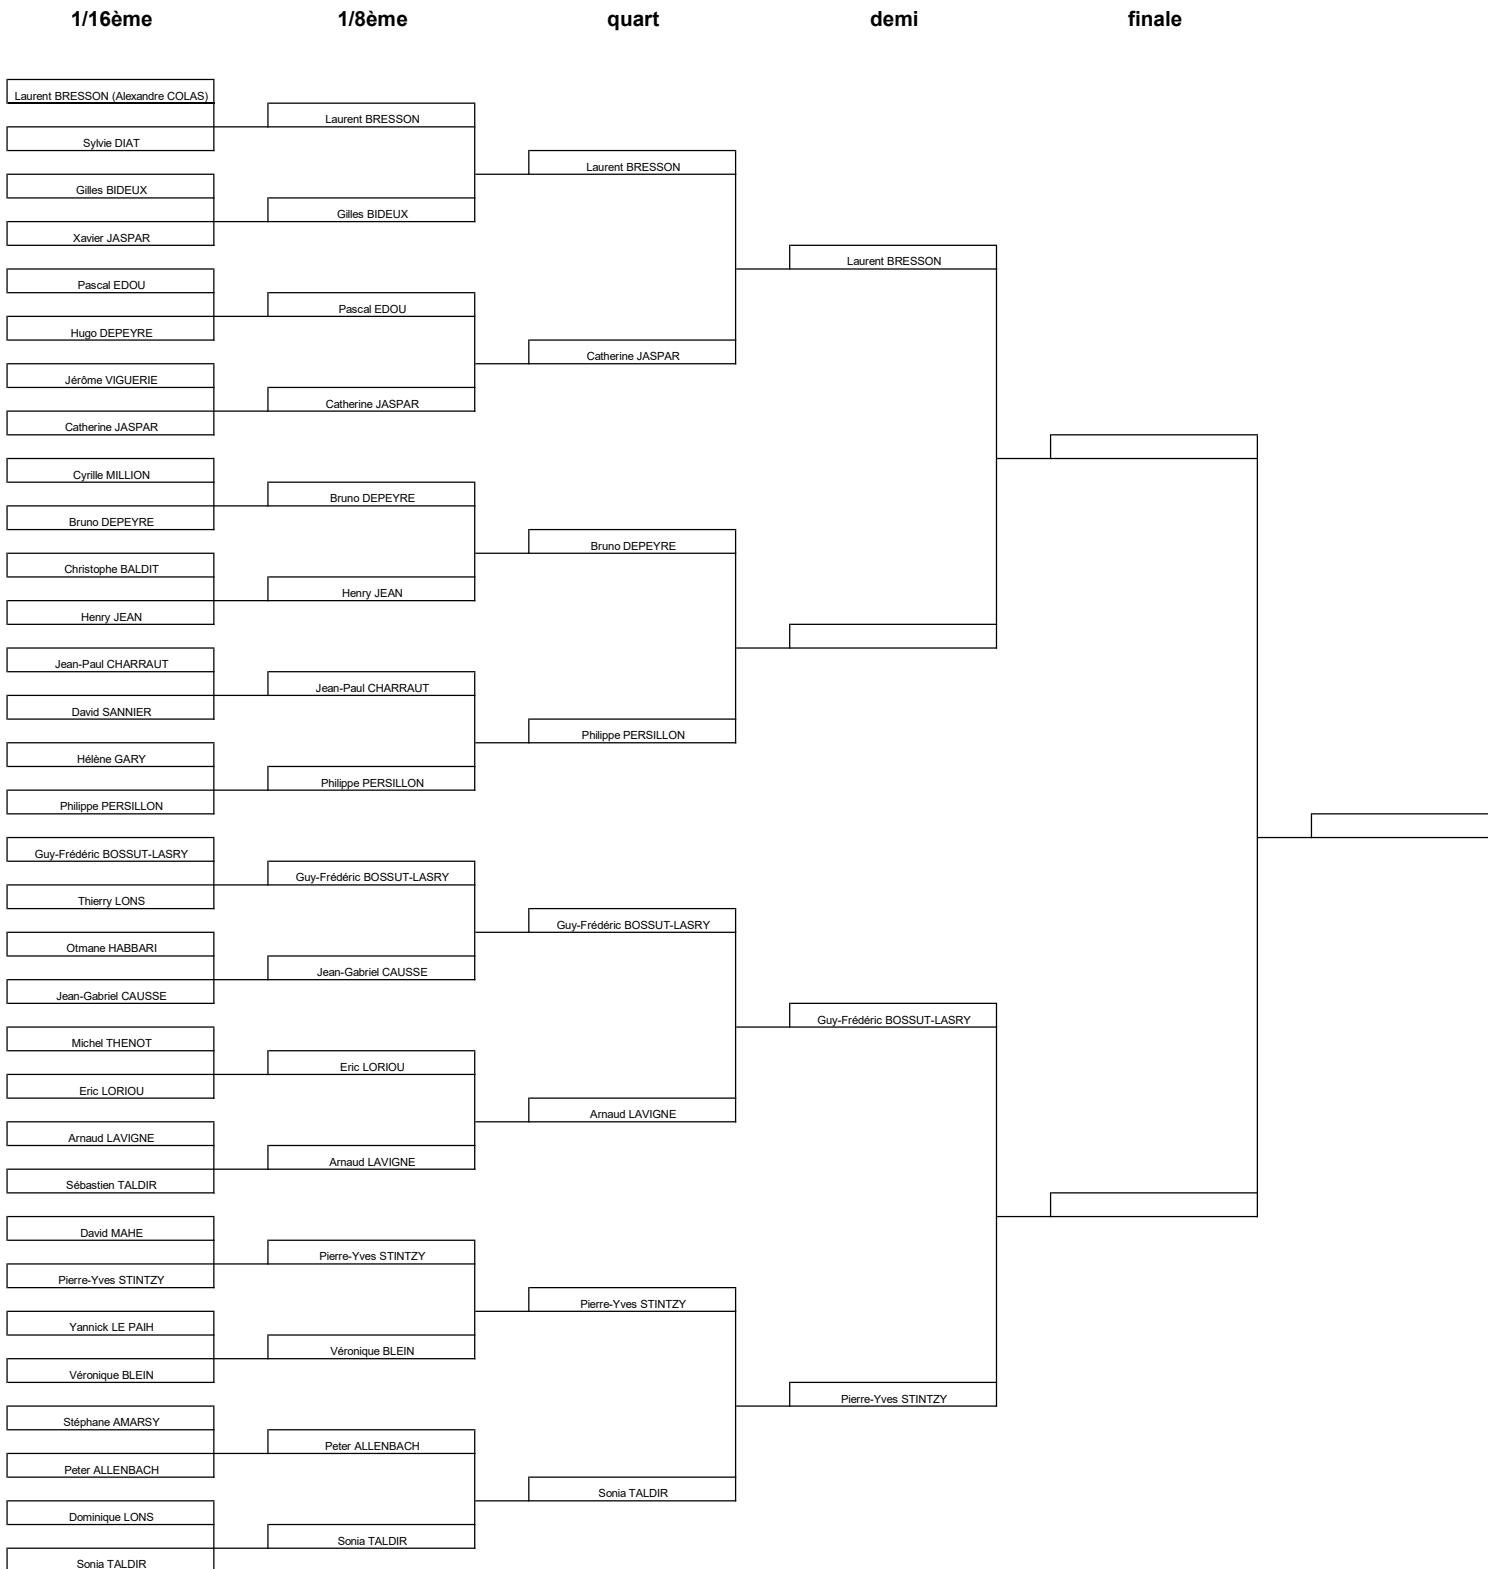 1/16ème
1/8ème
quart
demi
finale
Laurent BRESSON (Alexandre COLAS)
Laurent BRESSON
Sylvie DIAT
Laurent BRESSON
Gilles BIDEUX
Gilles BIDEUX
Xavier JASPAR
Laurent BRESSON
Pascal EDOU
Pascal EDOU
Hugo DEPEYRE
Catherine JASPAR
Jérôme VIGUERIE
Catherine JASPAR
Catherine JASPAR
Cyrille MILLION
Bruno DEPEYRE
Bruno DEPEYRE
Bruno DEPEYRE
Christophe BALDIT
Henry JEAN
Henry JEAN
Jean-Paul CHARRAUT
Jean-Paul CHARRAUT
David SANNIER
Philippe PERSILLON
Hélène GARY
Philippe PERSILLON
Philippe PERSILLON
Guy-Frédéric BOSSUT-LASRY
Guy-Frédéric BOSSUT-LASRY
Thierry LONS
Guy-Frédéric BOSSUT-LASRY
Otmane HABBARI
Jean-Gabriel CAUSSE
Jean-Gabriel CAUSSE
Guy-Frédéric BOSSUT-LASRY
Michel THENOT
Eric LORIOU
Eric LORIOU
Arnaud LAVIGNE
Arnaud LAVIGNE
Arnaud LAVIGNE
Sébastien TALDIR
David MAHE
Pierre-Yves STINTZY
Pierre-Yves STINTZY
Pierre-Yves STINTZY
Yannick LE PAIH
Véronique BLEIN
Véronique BLEIN
Pierre-Yves STINTZY
Stéphane AMARSY
Peter ALLENBACH
Peter ALLENBACH
Sonia TALDIR
Dominique LONS
Sonia TALDIR
Sonia TALDIR